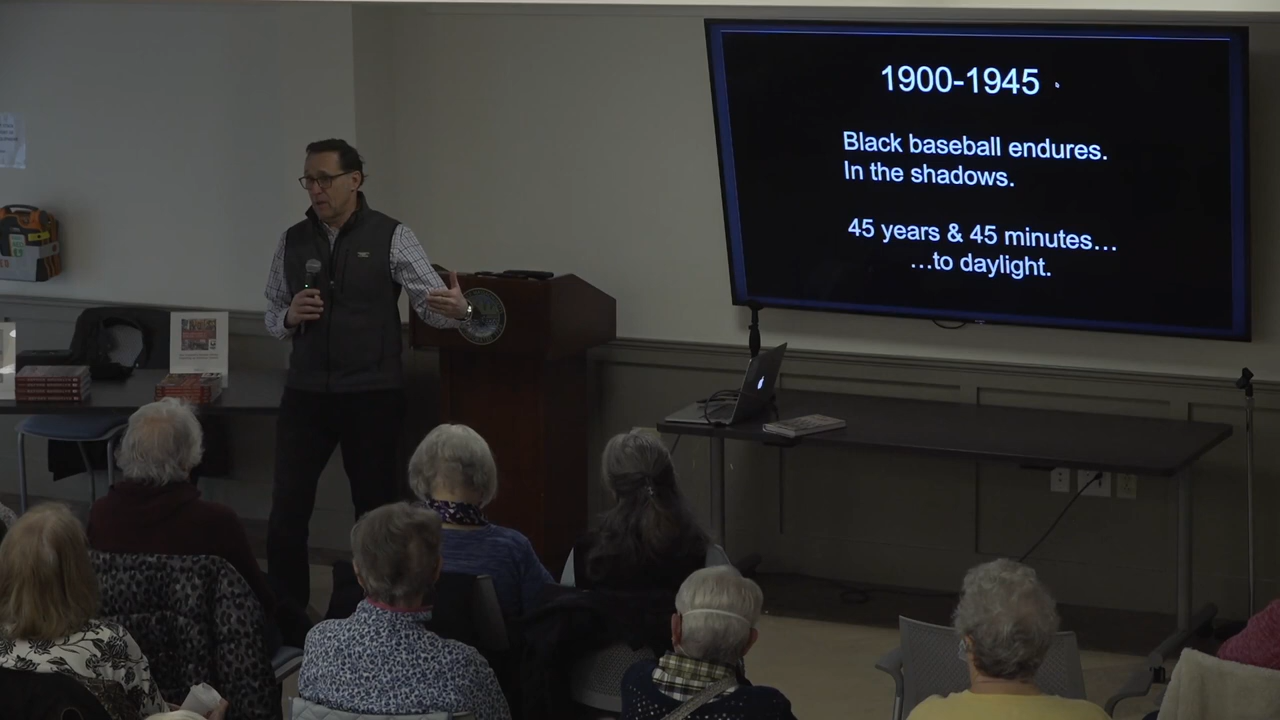 1900-1945
Black baseball endures.
In the shadows.
45 years & 45 minutes…
…to daylight.